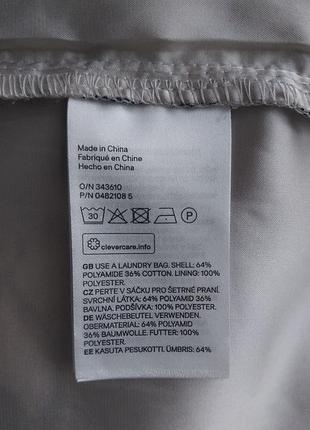 Made in China
Fabriqué en Chine
Hecho en China
O/N 343610
P/N 0482108 5
30 P
clevercare.info
GB USE A LAUNDRY BAG. SHELL: 64%
POLYAMIDE 36% COTTON. LINING: 100%
POLYESTER.
CZ PERTE V SÁČKU PRO ŠETRNÉ PRANÍ.
SVRCHNÍ LÁTKA: 64% POLYAMID 36%
BAVLNA. PODŠÍVKA: 100% POLYESTER.
DE WÄSCHEBEUTEL VERWENDEN.
OBERMATERIAL: 64% POLYAMID
36% BAUMWOLLE. FUTTER: 100%
POLYESTER.
EE KASUTA PESUKOTTI. ÜMBRIS: 64%